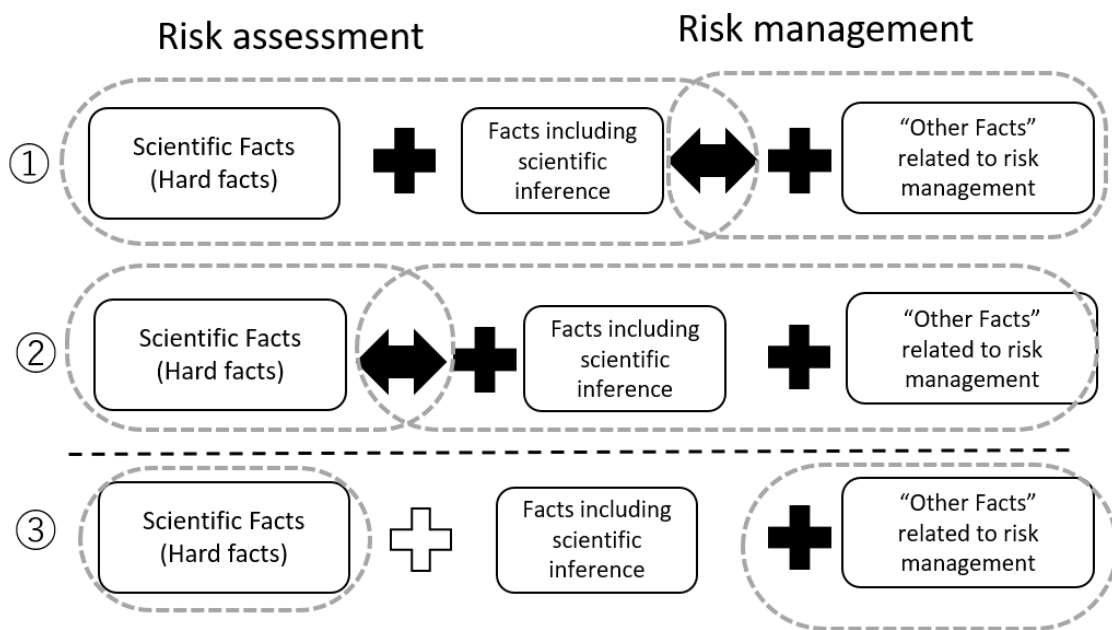 Risk assessment
Risk management
①
Scientific Facts
(Hard facts)
Facts including
scientific
inference
“Other Facts”
related to risk
management
②
Scientific Facts
(Hard facts)
Facts including
scientific
inference
“Other Facts”
related to risk
management
③
Scientific Facts
(Hard facts)
Facts including
scientific
inference
“Other Facts”
related to risk
management